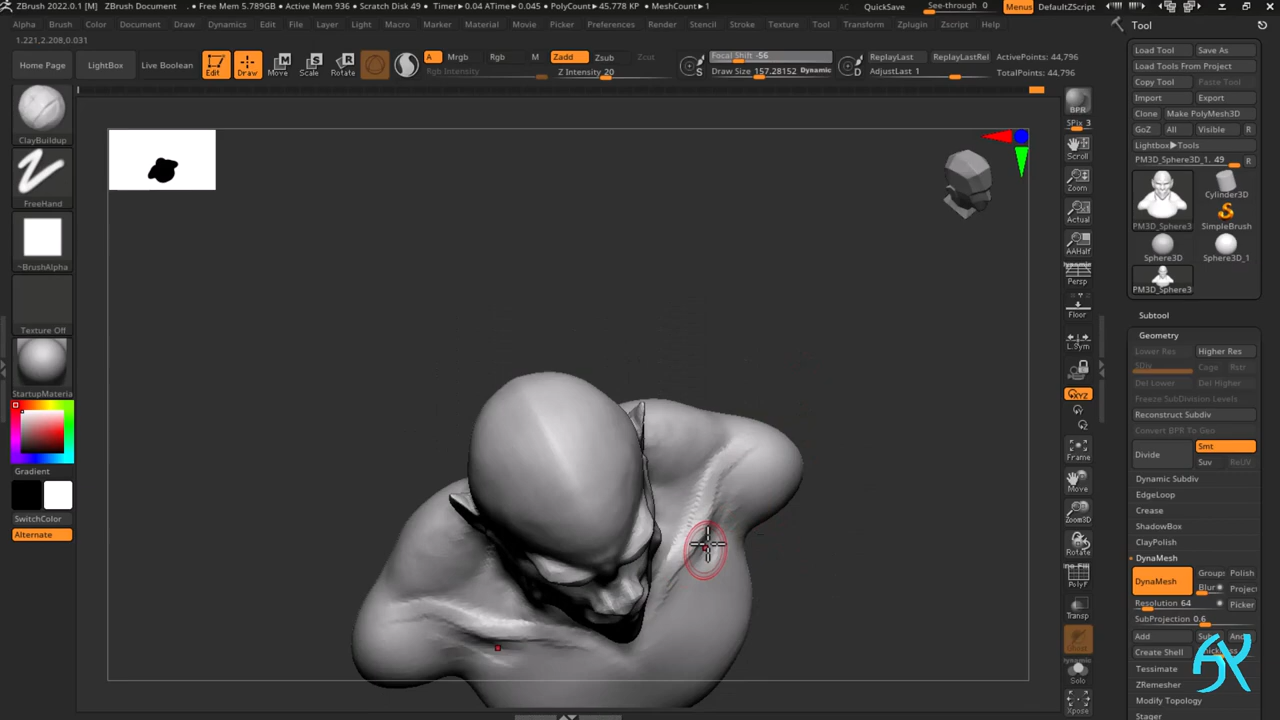 ZBrush 2022.0.1 [M] ZBrush Document • Free Mem 5.789GB • Active Mem 936 • Scratch Disk 49 • Timer▸0.04 ATime▸0.045 • PolyCount▸45.778 KP • MeshCount▸1 AC QuickSave See-through 0 Menus DefaultZScript
Alpha Brush Color Document Draw Dynamics Edit File Layer Light Macro Marker Material Movie Picker Preferences Render Stencil Stroke Texture Tool Transform Zplugin Zscript Help
1.221,2.208,0.031
Home Page LightBox Live Boolean Edit Draw Move Scale Rotate
A Mrgb Rgb M Zadd Zsub Zcut
Rgb Intensity Z Intensity 20
Focal Shift -56
Draw Size 157.28152 Dynamic
S D
ReplayLast ReplayLastRel ActivePoints: 44,796
AdjustLast 1 TotalPoints: 44,796
ClayBuildup
FreeHand
~BrushAlpha
Texture Off
StartupMateria
Gradient
SwitchColor
Alternate
BPR
SPix 3
Scroll
Zoom
Actual
AAHalf
Dynamic
Persp
Floor
L.Sym
XYZ
Frame
Move
Zoom3D
Rotate
PolyF
Transp
Ghost
Dynamic
Solo
Xpose
Tool
Load Tool Save As
Load Tools From Project
Copy Tool Paste Tool
Import Export
Clone Make PolyMesh3D
GoZ All Visible R
Lightbox▸Tools
PM3D_Sphere3D_1. 49 R
PM3D_Sphere3 Cylinder3D
SimpleBrush
Sphere3D Sphere3D_1
PM3D_Sphere3
Subtool
Geometry
Lower Res Higher Res
SDiv Cage Rstr
Del Lower Del Higher
Freeze SubDivision Levels
Reconstruct Subdiv
Convert BPR To Geo
Divide Smt
Suv ReUV
Dynamic Subdiv
EdgeLoop
Crease
ShadowBox
ClayPolish
DynaMesh
DynaMesh Groups Polish
Blur Projec
Resolution 64 Picker
SubProjection 0.6
Add Sub And
Create Shell Thickness
Tessimate
ZRemesher
Modify Topology
Stager